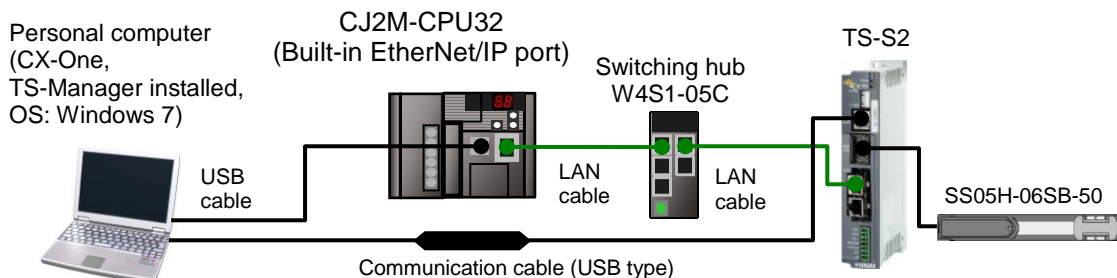 Personal computer
(CX-One,
TS-Manager installed,
OS: Windows 7)
CJ2M-CPU32
(Built-in EtherNet/IP port)
Switching hub
W4S1-05C
TS-S2
USB
cable
LAN
cable
LAN
cable
SS05H-06SB-50
Communication cable (USB type)